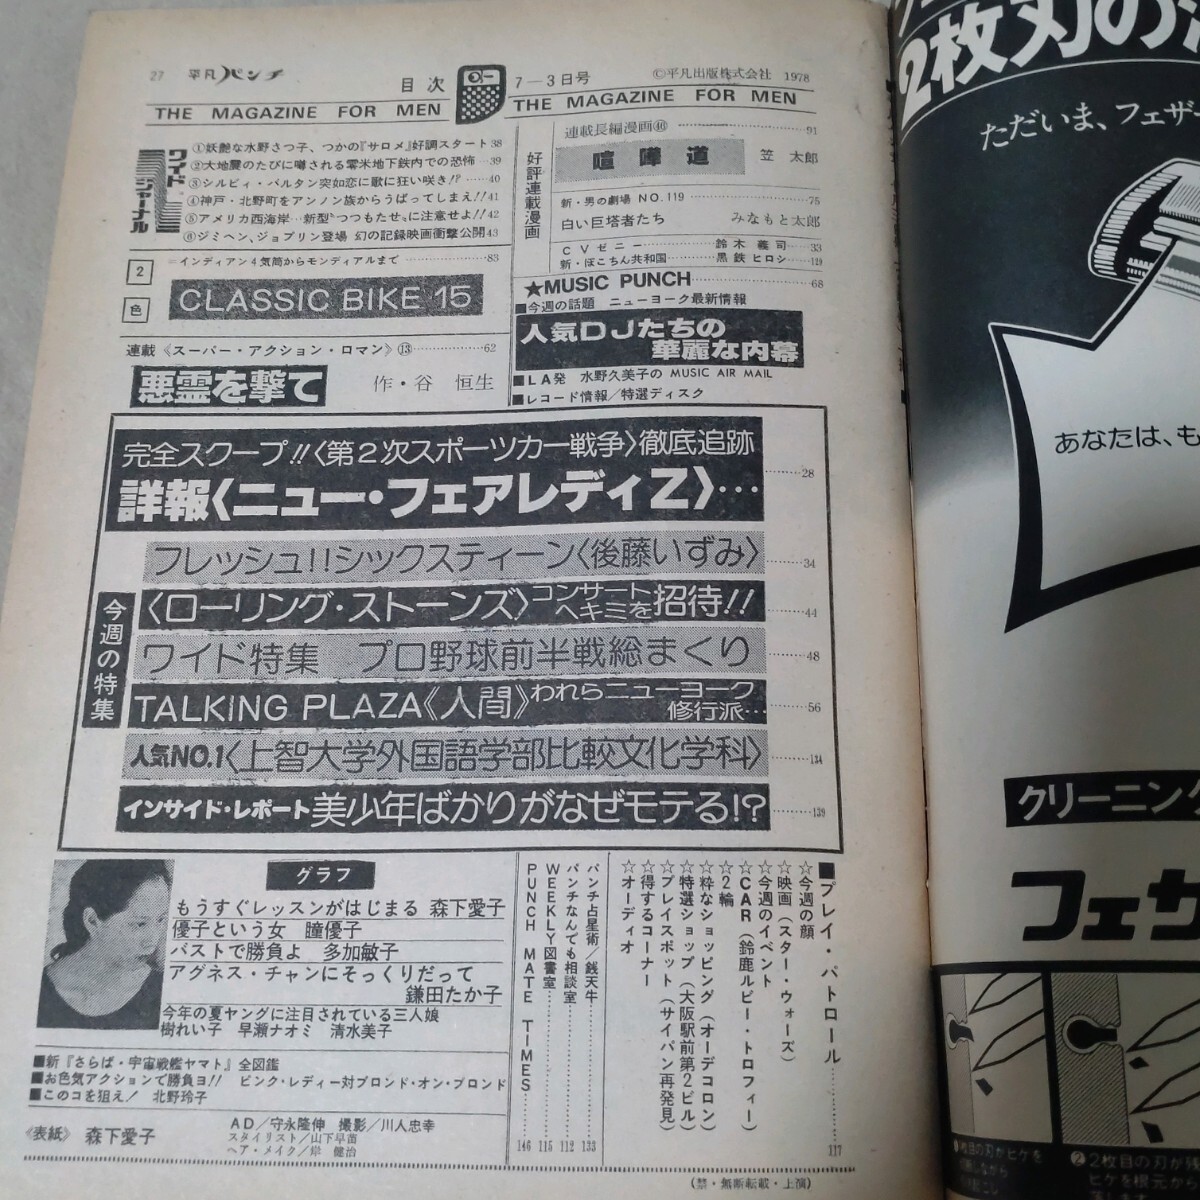 27 平凡パンチ
目次
7―3日号
©平凡出版株式会社 1978
THE MAGAZINE FOR MEN
THE MAGAZINE FOR MEN
ワイド・ジャーナル
①妖艶な水野さつ子、つかの『サロメ』好調スタート38
②大地震のたびに噂される零米地下鉄内での恐怖…39
③シルビィ・バルタン突如恋に歌に狂い咲き!?……40
④神戸・北野町をアンノン族からうばってしまえ!!41
⑤アメリカ西海岸…新型〝つつもたせ〟に注意せよ!!42
⑥ジミヘン、ジョプリン登場 幻の記録映画衝撃公開43
2色
=インディアン4気筒からモンディアルまで……83
CLASSIC BIKE 15
連載《スーパー・アクション・ロマン》⑬……62
悪霊を撃て 作・谷 恒生
好評連載漫画
連載長編漫画㊻……91
喧嘩道 笠 太郎
新・男の劇場 NO.119……75
白い巨塔者たち みなもと太郎
CVゼニー……鈴木義司…33
新・ぽこちん共和国……黒鉄ヒロシ…119
★MUSIC PUNCH……68
■今週の話題 ニューヨーク最新情報
人気DJたちの
華麗な内幕
■LA発 水野久美子の MUSIC AIR MAIL
■レコード情報/特選ディスク
今週の特集
完全スクープ!!〈第2次スポーツカー戦争〉徹底追跡
詳報〈ニュー・フェアレディZ〉… ……28
フレッシュ!!シックスティーン〈後藤いずみ〉……34
〈ローリング・ストーンズ〉コンサートへキミを招待!!……44
ワイド特集 プロ野球前半戦総まくり……48
TALKING PLAZA《人間》われらニューヨーク修行派…56
人気NO.1〈上智大学外国語学部比較文化学科〉……134
インサイド・レポート 美少年ばかりがなぜモテる!?……139
グラフ
もうすぐレッスンがはじまる 森下愛子
優子という女 瞳優子
バストで勝負よ 多加敏子
アグネス・チャンにそっくりだって
鎌田たか子
今年の夏ヤングに注目されている三人娘
樹れい子 早瀬ナオミ 清水美子
■新『さらば・宇宙戦艦ヤマト』全図鑑
■お色気アクションで勝負ヨ!! ピンク・レディー対ブロンド・オン・ブロンド
■このコを狙え! 北野玲子
《表紙》 森下愛子
AD/守永隆伸 撮影/川人忠幸
スタイリスト/山下早苗
ヘア・メイク/岸 健治
■プレイ・パトロール……117
☆今週の顔
☆映画(スター・ウォーズ)
☆今週のイベント
☆CAR(鈴鹿ルビー・トロフィー)
☆2輪
☆粋なショッピング(オーデコロン)
☆特選ショップ(大阪駅前第2ビル)
☆プレイスポット(サイパン再発見)
☆得するコーナー
☆オーディオ
パンチ占星術/銭天牛……133
パンチなんでも相談室……112
WEEKLY図書室……115
PUNCH MATE TIMES……146
(禁・無断転載・上演)
2枚刃の
ただいま、フェザ
あなたは、も
クリーニング
フェザ
枚目の刃がヒゲを
❷2枚目の刃が残
ヒゲを根元から